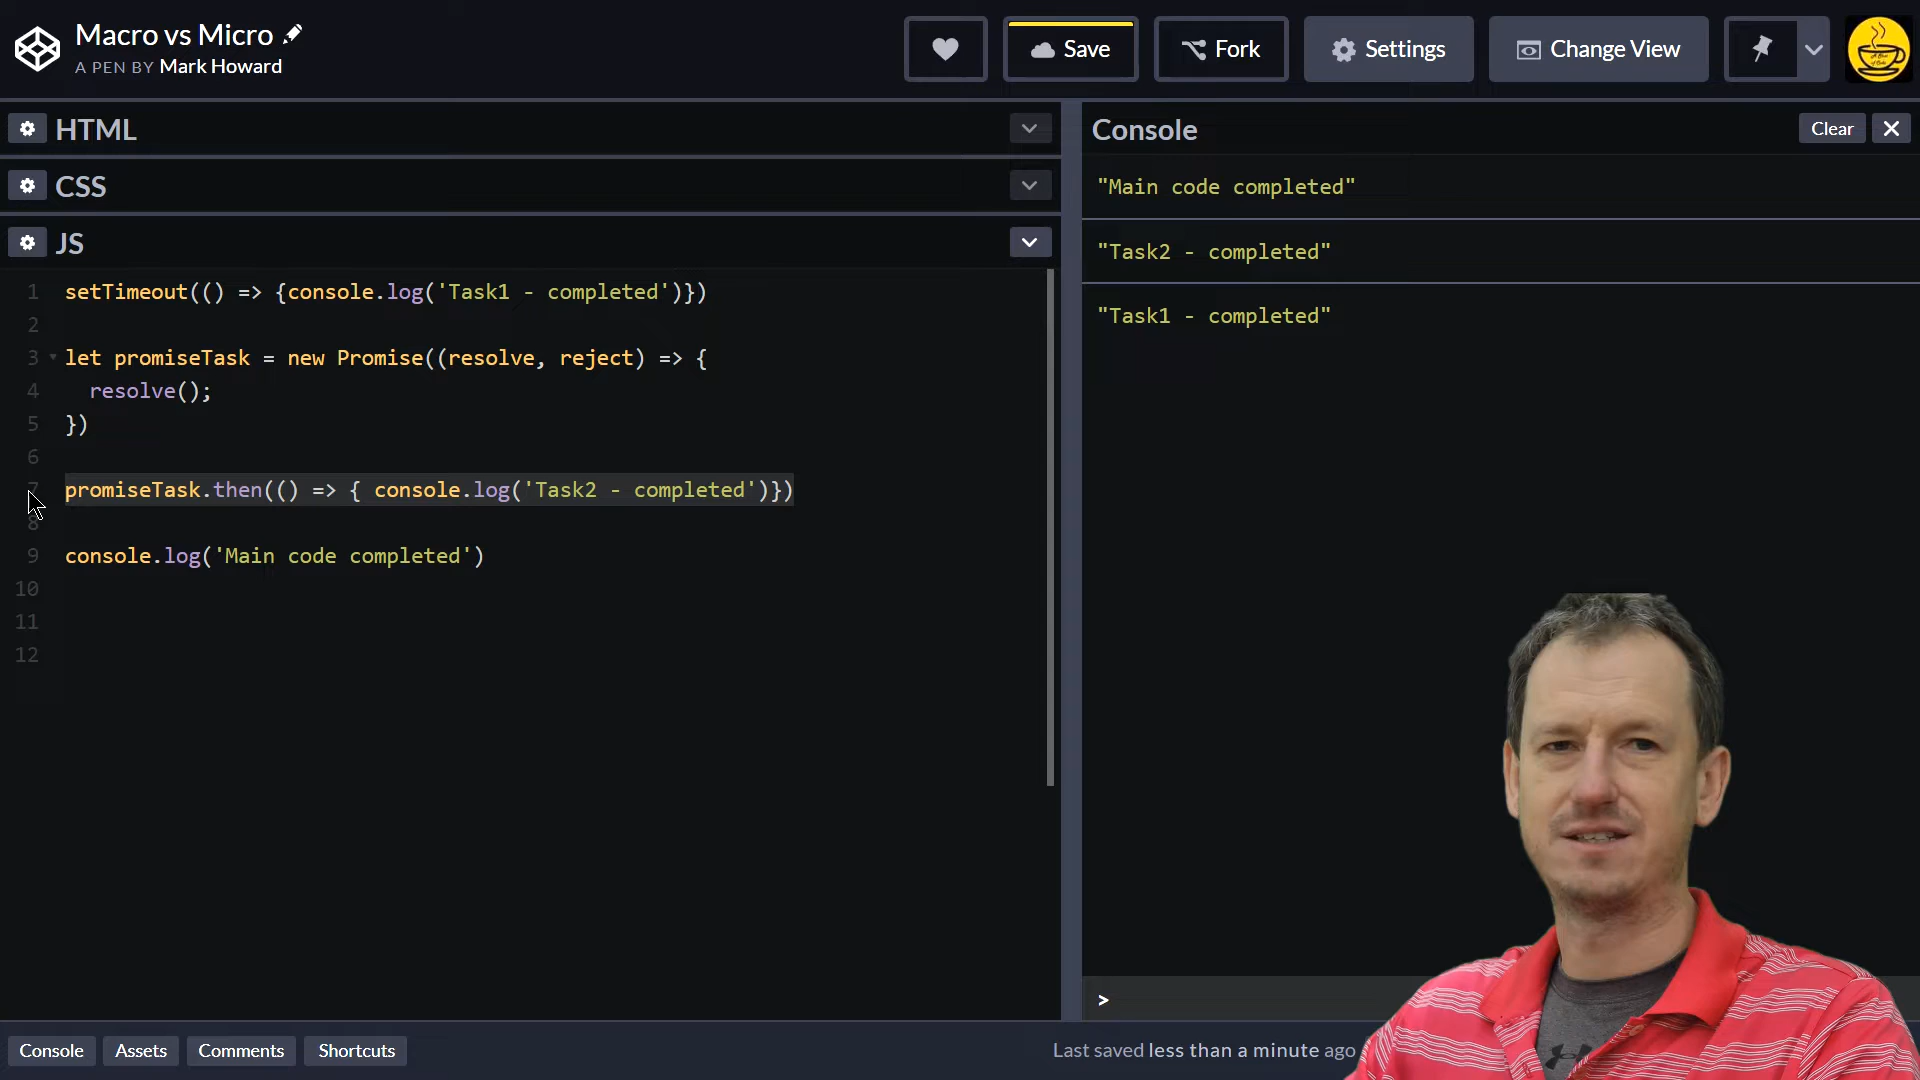 Macro vs Micro
A PEN BY Mark Howard
Save
Fork
Settings
Change View
HTML
CSS
JS
1 setTimeout(() => {console.log('Task1 - completed')})
2
3 let promiseTask = new Promise((resolve, reject) => {
4 resolve();
5 })
6
7 promiseTask.then(() => { console.log('Task2 - completed')})
8
9 console.log('Main code completed')
10
11
12
Console
Clear
"Main code completed"
"Task2 - completed"
"Task1 - completed"
>
Console
Assets
Comments
Shortcuts
Last saved less than a minute ago